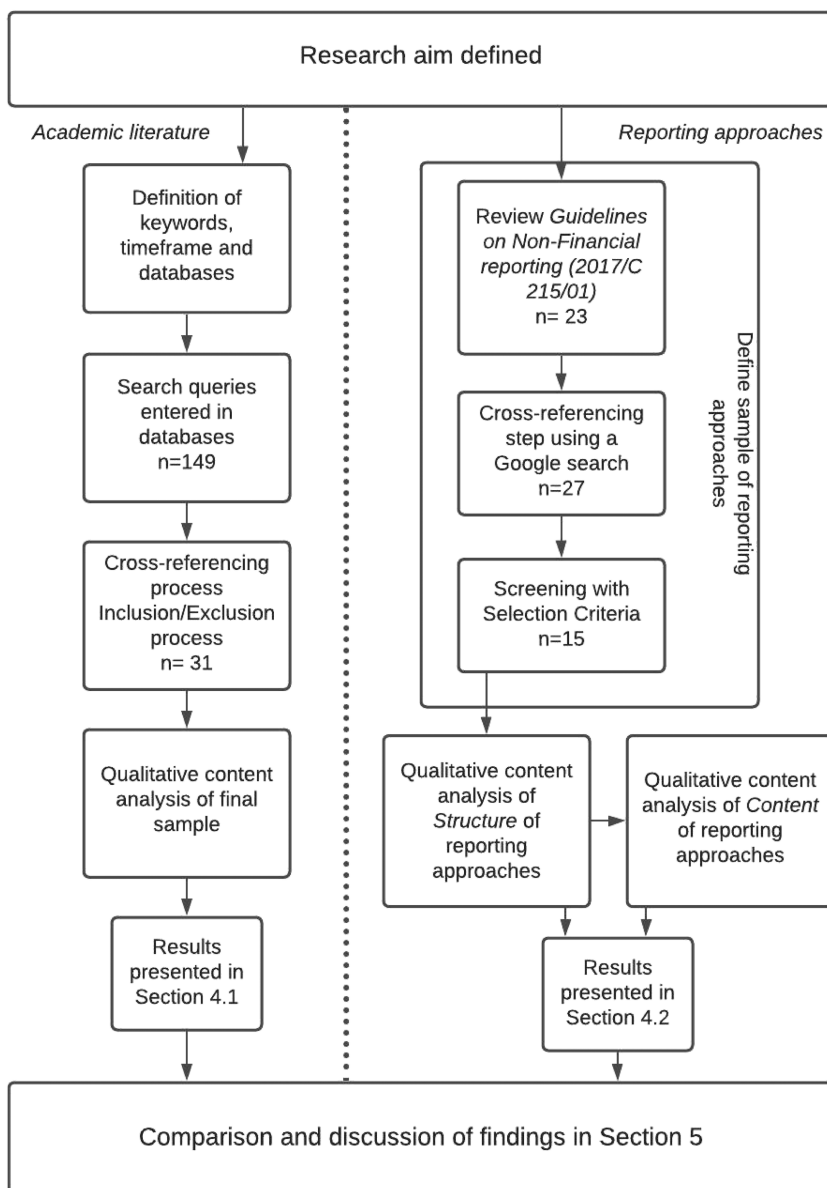 Research aim defined
Academic literature
Reporting approaches
Definition of
keywords,
timeframe and
databases
Search queries
entered in
databases
n=149
Cross-referencing
process
Inclusion/Exclusion
process
n= 31
Qualitative content
analysis of final
sample
Results
presented in
Section 4.1
Review Guidelines
on Non-Financial
reporting (2017/C
215/01)
n= 23
Cross-referencing
step using a
Google search
n=27
Screening with
Selection Criteria
n=15
Define sample of reporting
approaches
Qualitative content
analysis of
Structure of
reporting
approaches
Qualitative content
analysis of Content
of reporting
approaches
Results
presented in
Section 4.2
Comparison and discussion of findings in Section 5